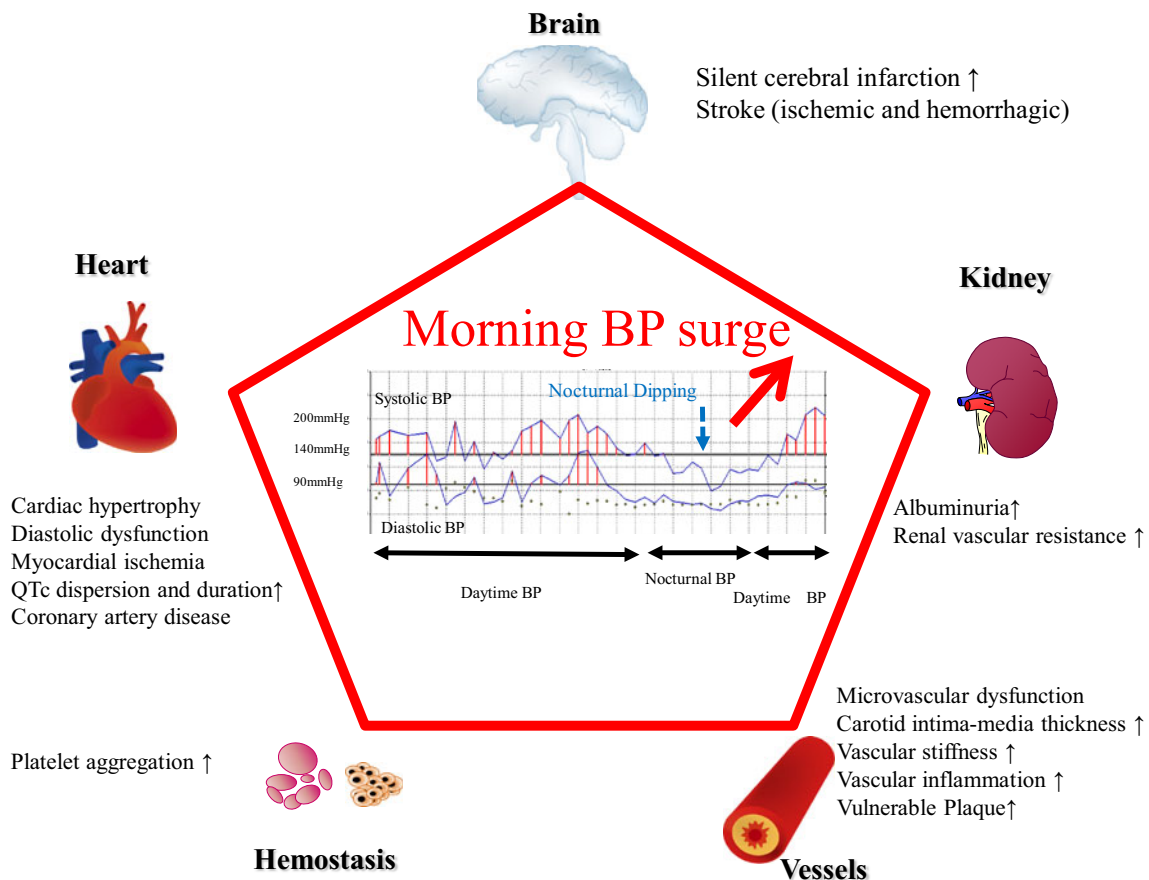 Brain
Silent cerebral infarction ↑
Stroke (ischemic and hemorrhagic)
Heart
Kidney
Morning BP surge
Systolic BP
Nocturnal Dipping
200mmHg
140mmHg
90mmHg
Diastolic BP
Daytime BP
Nocturnal BP
Daytime BP
Cardiac hypertrophy
Diastolic dysfunction
Myocardial ischemia
QTc dispersion and duration↑
Coronary artery disease
Albuminuria↑
Renal vascular resistance ↑
Microvascular dysfunction
Carotid intima-media thickness ↑
Vascular stiffness ↑
Vascular inflammation ↑
Vulnerable Plaque↑
Platelet aggregation ↑
Hemostasis
Vessels